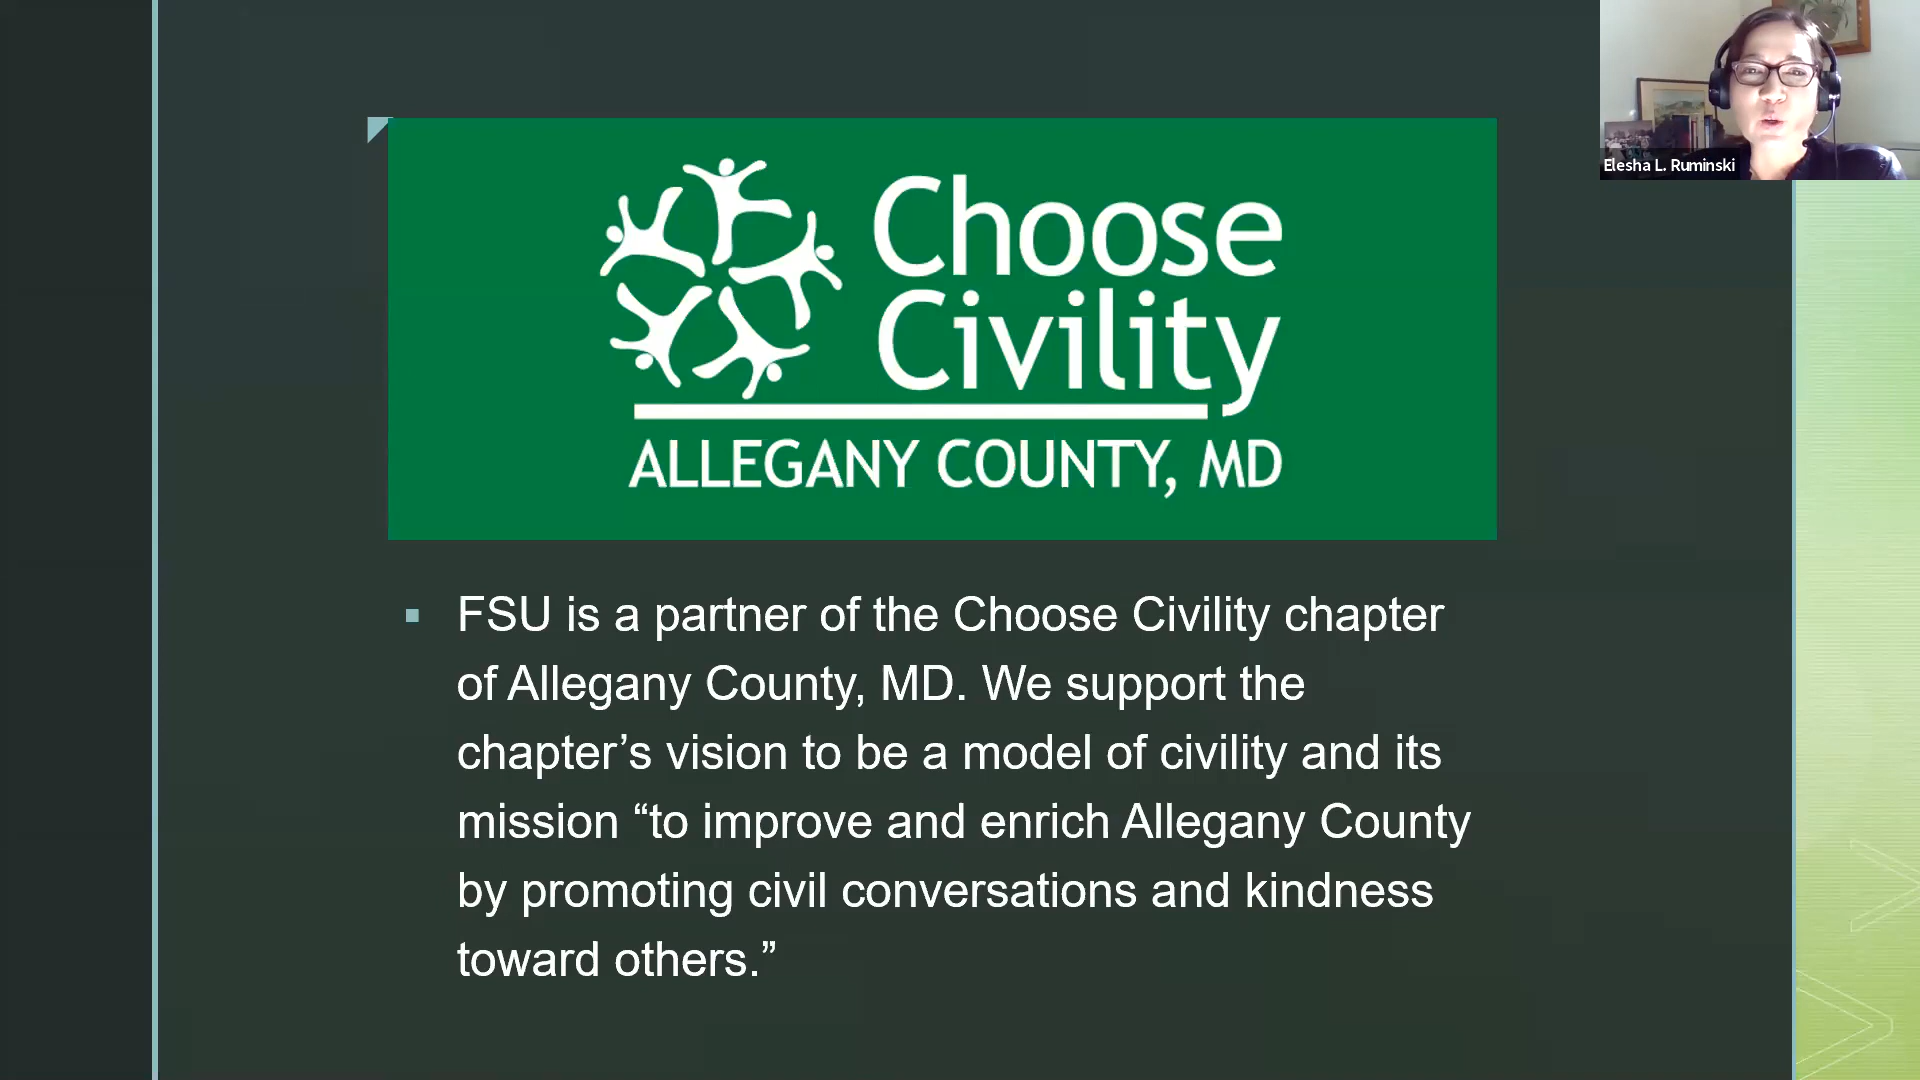 Choose
Civility
ALLEGANY COUNTY, MD
Elesha L. Ruminski
▪ FSU is a partner of the Choose Civility chapter
of Allegany County, MD. We support the
chapter’s vision to be a model of civility and its
mission “to improve and enrich Allegany County
by promoting civil conversations and kindness
toward others.”